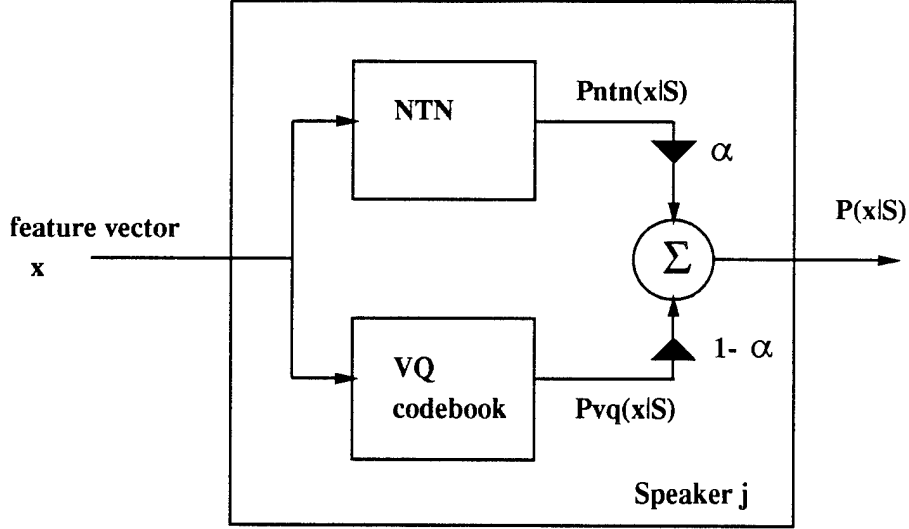 NTN
Pntn(x|S)
α
feature vector
x
Σ
P(x|S)
VQ
codebook
1- α
Pvq(x|S)
Speaker j